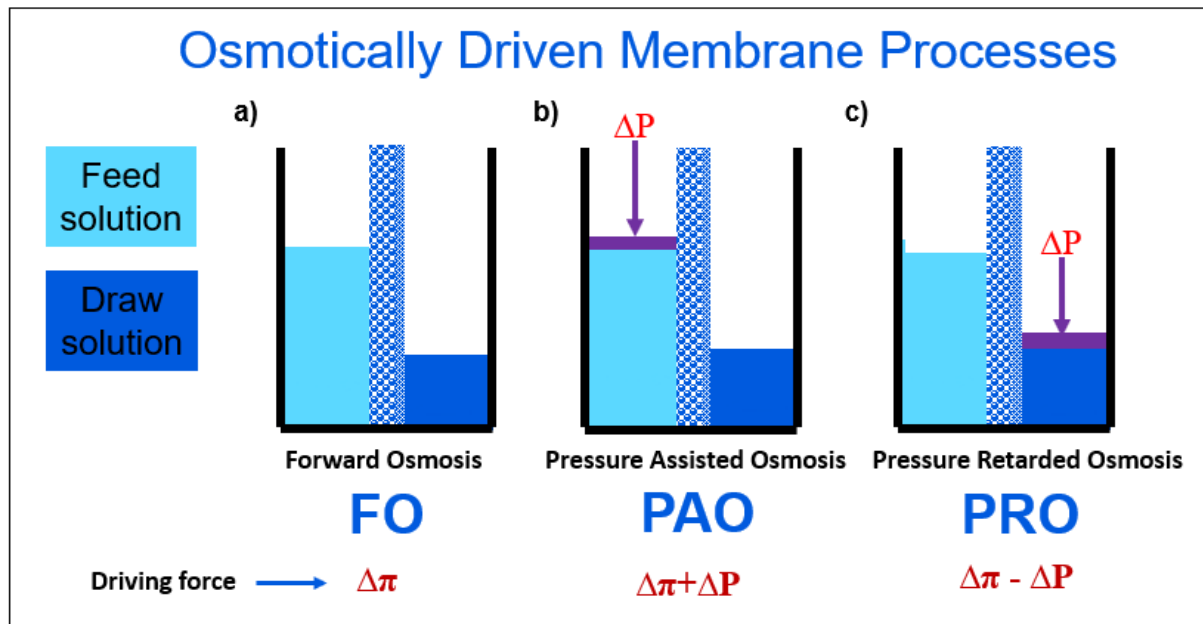 Osmotically Driven Membrane Processes
a)
b)
c)
ΔP
Feed
solution
ΔP
Draw
solution
Forward Osmosis
Pressure Assisted Osmosis
Pressure Retarded Osmosis
FO
PAO
PRO
Driving force
Δπ
Δπ+ΔP
Δπ - ΔP